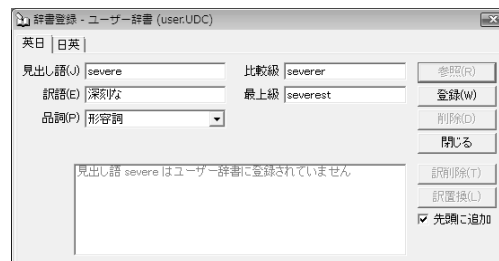 辞書登録 - ユーザー辞書 (user.UDC)
英日 日英
見出し語(J) severe 比較級 severer 参照(R)
訳語(E) 深刻な 最上級 severest 登録(W)
品詞(P) 形容詞 削除(D)
閉じる
見出し語 severe はユーザー辞書に登録されていません 訳削除(T)
訳置換(L)
先頭に追加